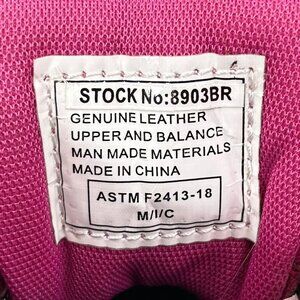 STOCK No:8903BR
GENUINE LEATHER
UPPER AND BALANCE
MAN MADE MATERIALS
MADE IN CHINA
ASTM F2413-18
M/I/C